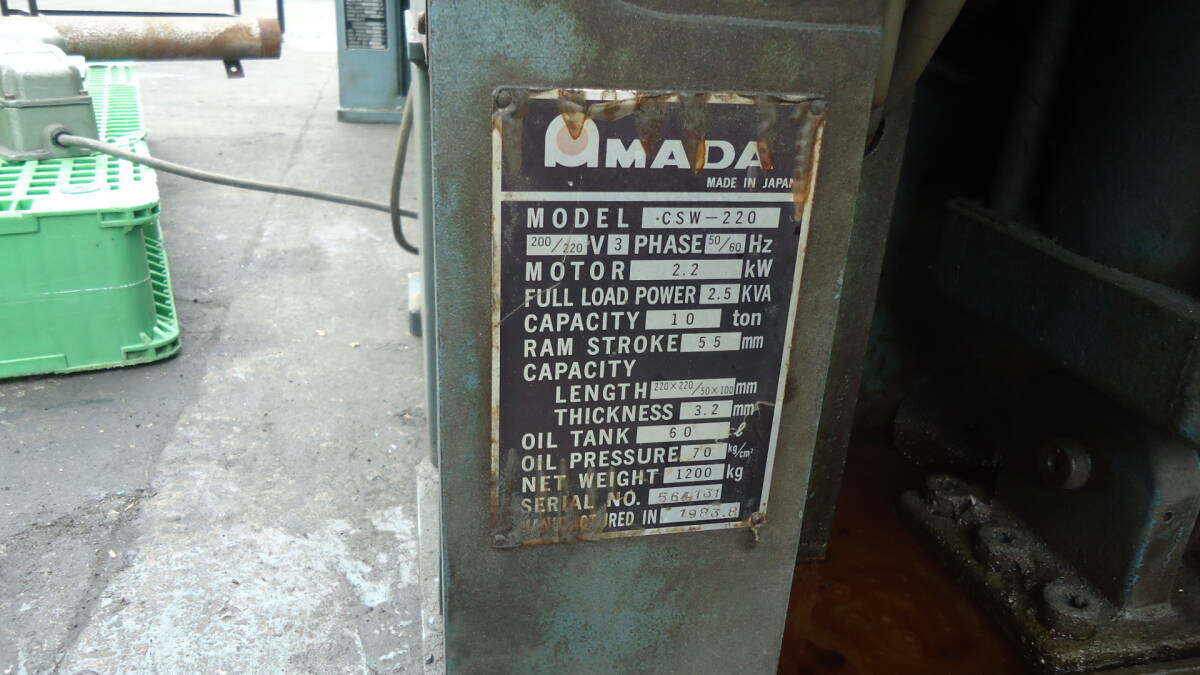 AMADA
MADE IN JAPAN
MODEL CSW-220
200/220 V 3 PHASE 50/60 Hz
MOTOR 2.2 kW
FULL LOAD POWER 2.5 KVA
CAPACITY 10 ton
RAM STROKE 55 mm
CAPACITY
LENGTH 220×220/50×100 mm
THICKNESS 3.2 mm
OIL TANK 60 ℓ
OIL PRESSURE 70 kg/cm²
NET WEIGHT 1200 kg
SERIAL NO.
MANUFACTURED IN 1983.8